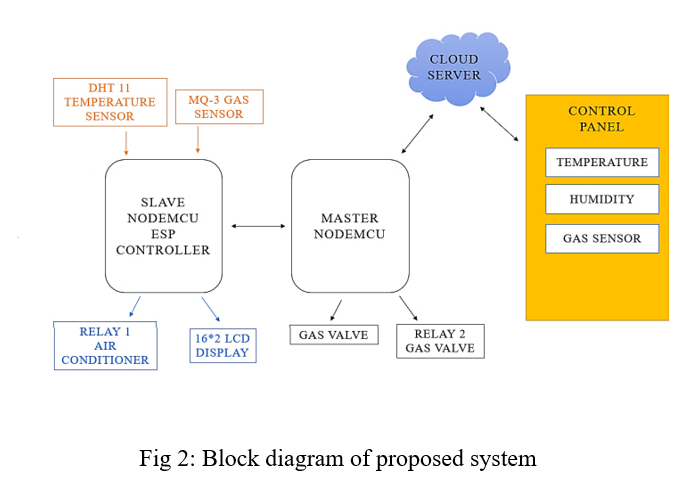 CLOUD
SERVER
DHT 11
TEMPERATURE
SENSOR
MQ-3 GAS
SENSOR
CONTROL
PANEL
TEMPERATURE
HUMIDITY
GAS SENSOR
SLAVE
NODEMCU
ESP
CONTROLLER
MASTER
NODEMCU
RELAY 1
AIR
CONDITIONER
16*2 LCD
DISPLAY
GAS VALVE
RELAY 2
GAS VALVE
Fig 2: Block diagram of proposed system